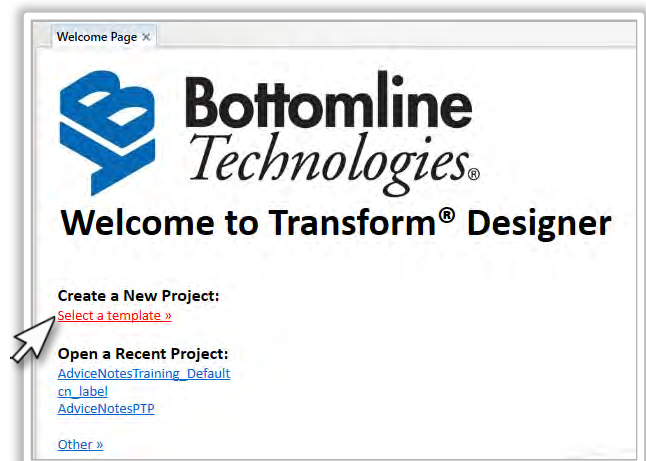 Welcome Page ×
Bottomline
Technologies®
Welcome to Transform® Designer
Create a New Project:
Select a template »
Open a Recent Project:
AdviceNotesTraining_Default
cn_label
AdviceNotesPTP
Other »